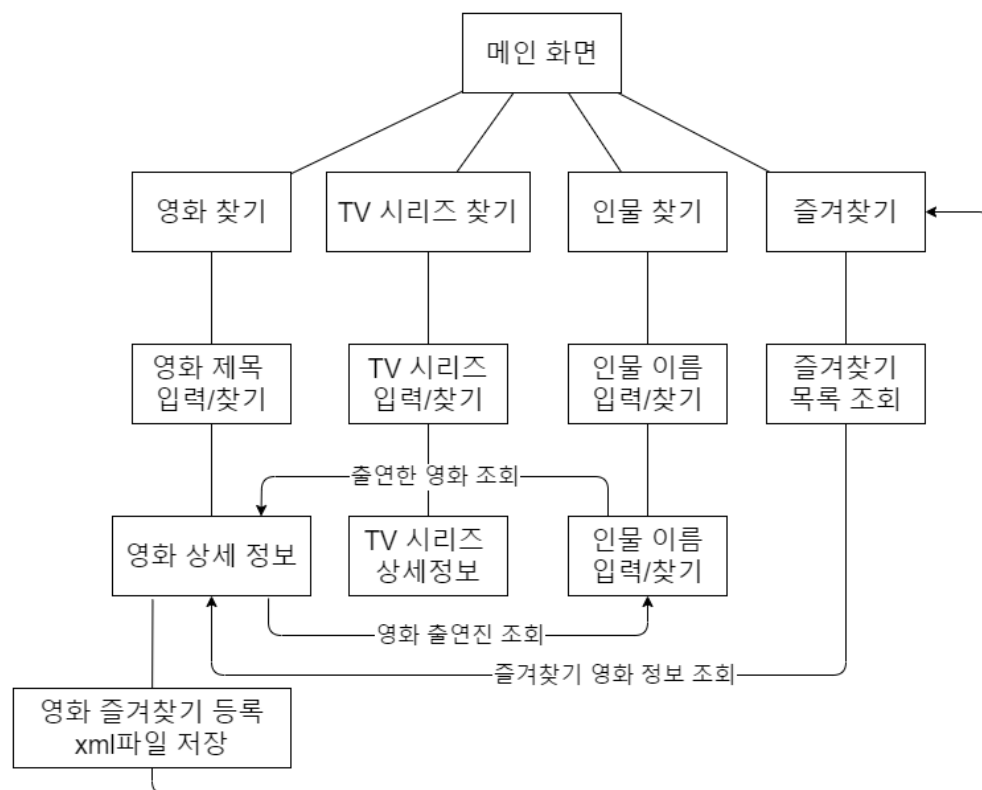 메인 화면
영화 찾기
TV 시리즈 찾기
인물 찾기
즐겨찾기
영화 제목
입력/찾기
TV 시리즈
입력/찾기
인물 이름
입력/찾기
즐겨찾기
목록 조회
출연한 영화 조회
영화 상세 정보
TV 시리즈
상세정보
인물 이름
입력/찾기
영화 출연진 조회
즐겨찾기 영화 정보 조회
영화 즐겨찾기 등록
xml파일 저장